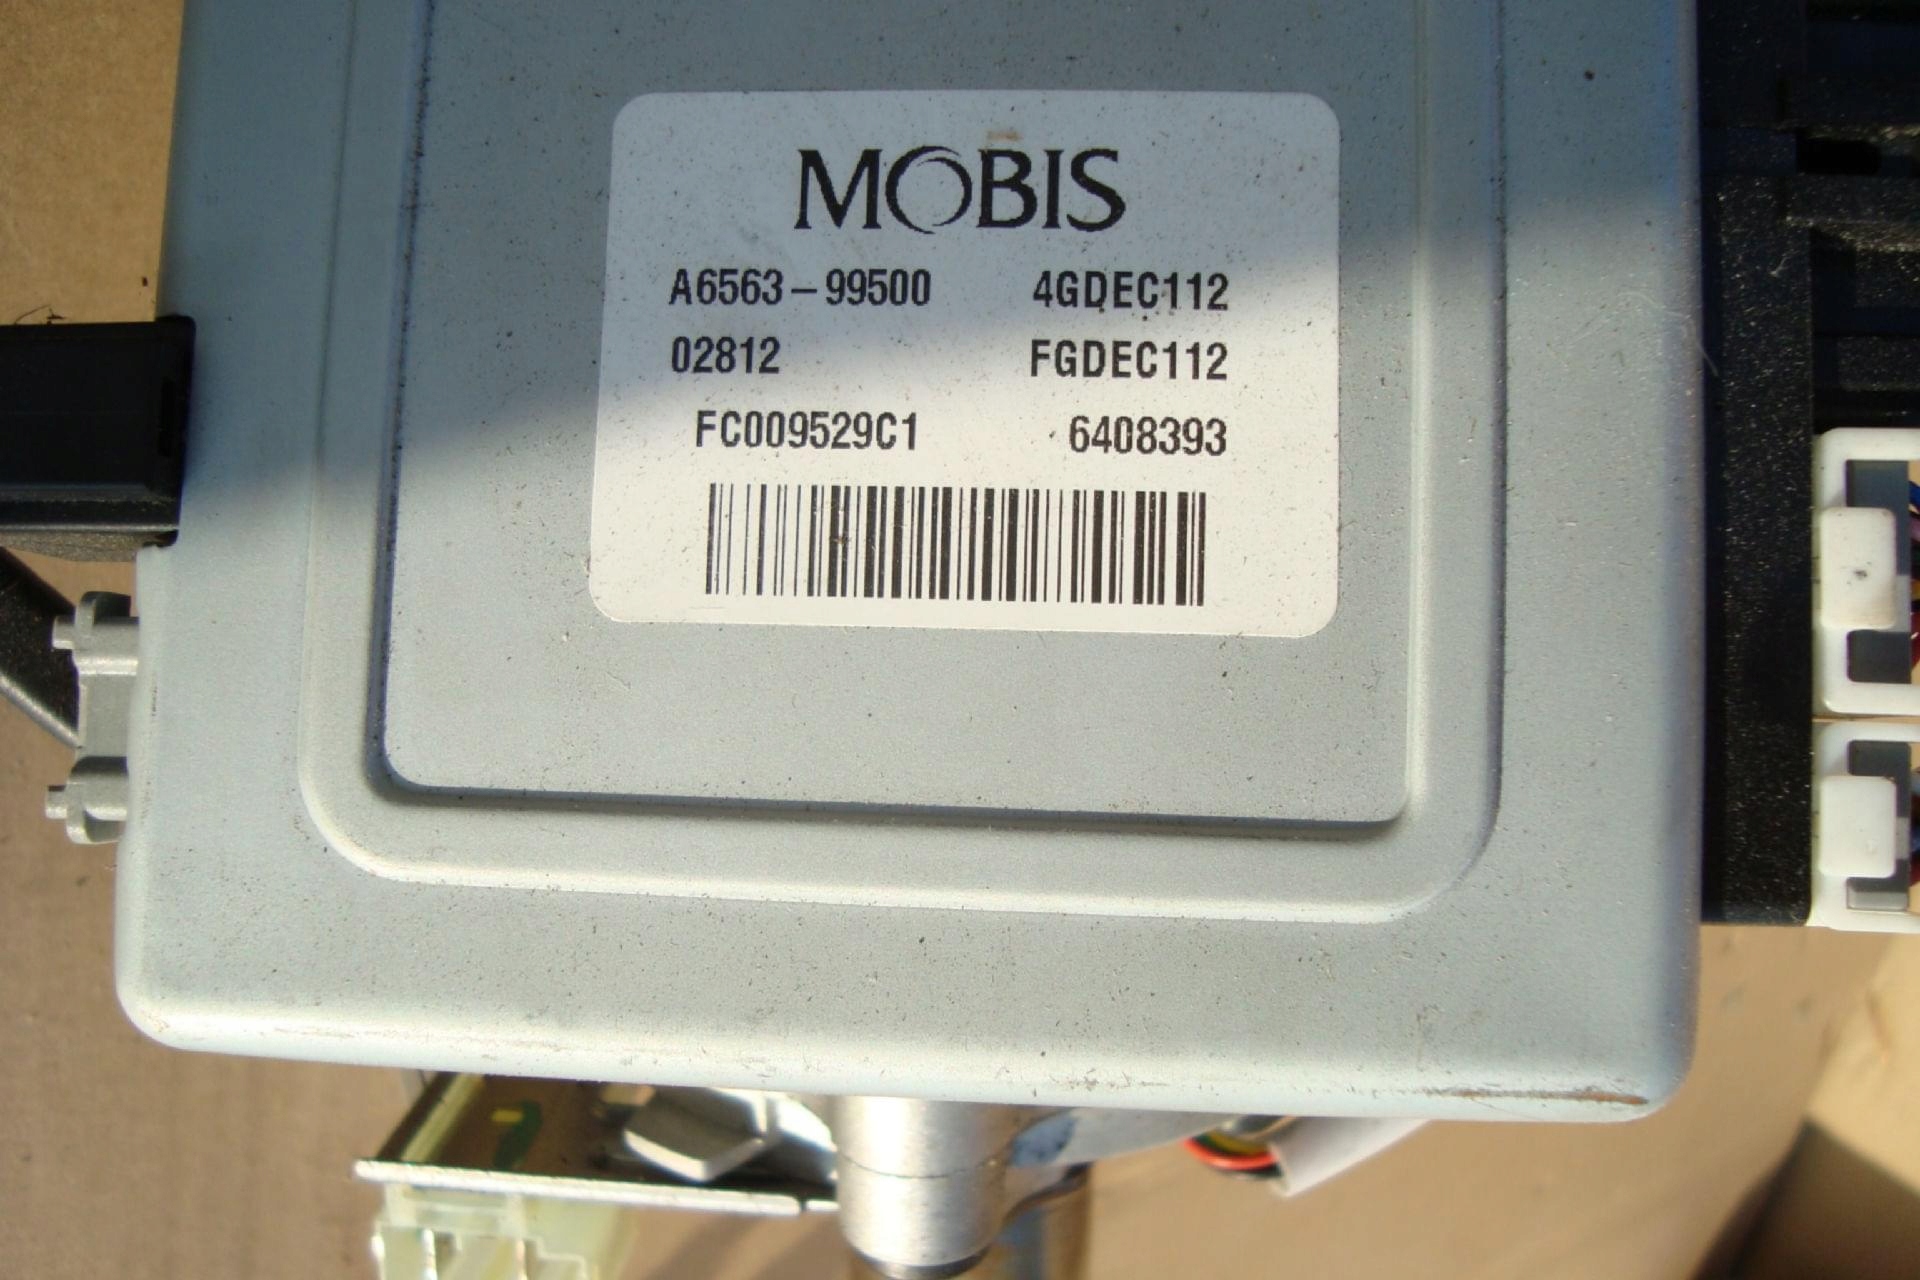 MOBIS
A6563-99500 4GDEC112
02812 FGDEC112
FC009529C1 6408393